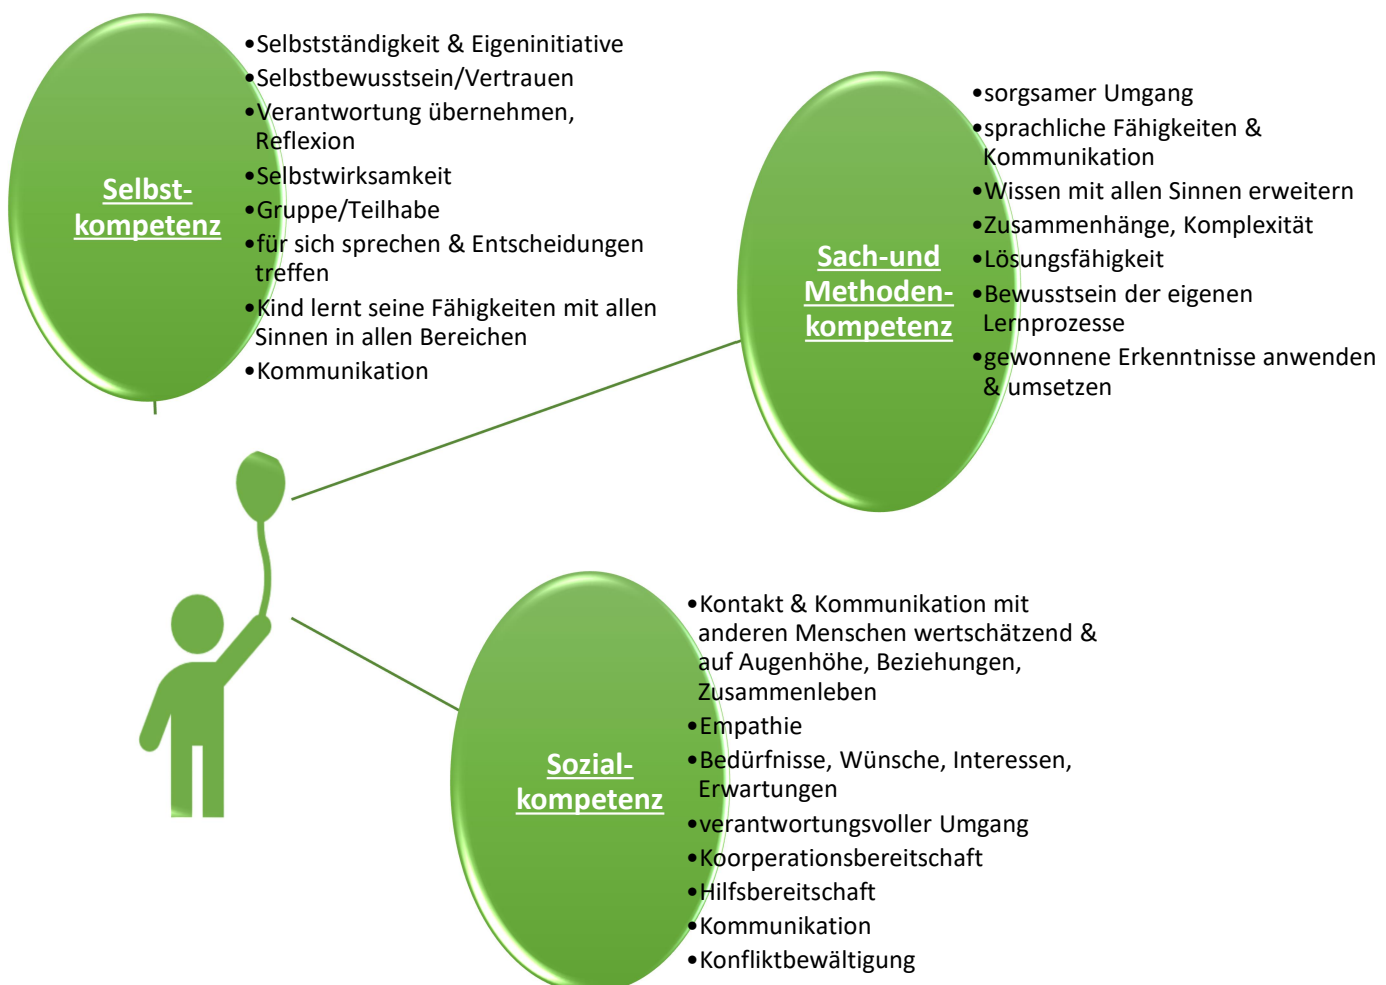 Selbst-
kompetenz
•Selbstständigkeit & Eigeninitiative
•Selbstbewusstsein/Vertrauen
•Verantwortung übernehmen,
Reflexion
•Selbstwirksamkeit
•Gruppe/Teilhabe
•für sich sprechen & Entscheidungen
treffen
•Kind lernt seine Fähigkeiten mit allen
Sinnen in allen Bereichen
•Kommunikation
Sach-und
Methoden-
kompetenz
•sorgsamer Umgang
•sprachliche Fähigkeiten &
Kommunikation
•Wissen mit allen Sinnen erweitern
•Zusammenhänge, Komplexität
•Lösungsfähigkeit
•Bewusstsein der eigenen
Lernprozesse
•gewonnene Erkenntnisse anwenden
& umsetzen
Sozial-
kompetenz
•Kontakt & Kommunikation mit
anderen Menschen wertschätzend &
auf Augenhöhe, Beziehungen,
Zusammenleben
•Empathie
•Bedürfnisse, Wünsche, Interessen,
Erwartungen
•verantwortungsvoller Umgang
•Koorperationsbereitschaft
•Hilfsbereitschaft
•Kommunikation
•Konfliktbewältigung